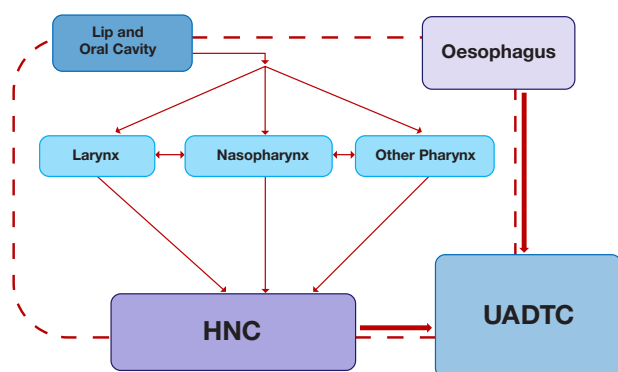 Lip and
Oral Cavity
Oesophagus
Larynx
Nasopharynx
Other Pharynx
HNC
UADTC